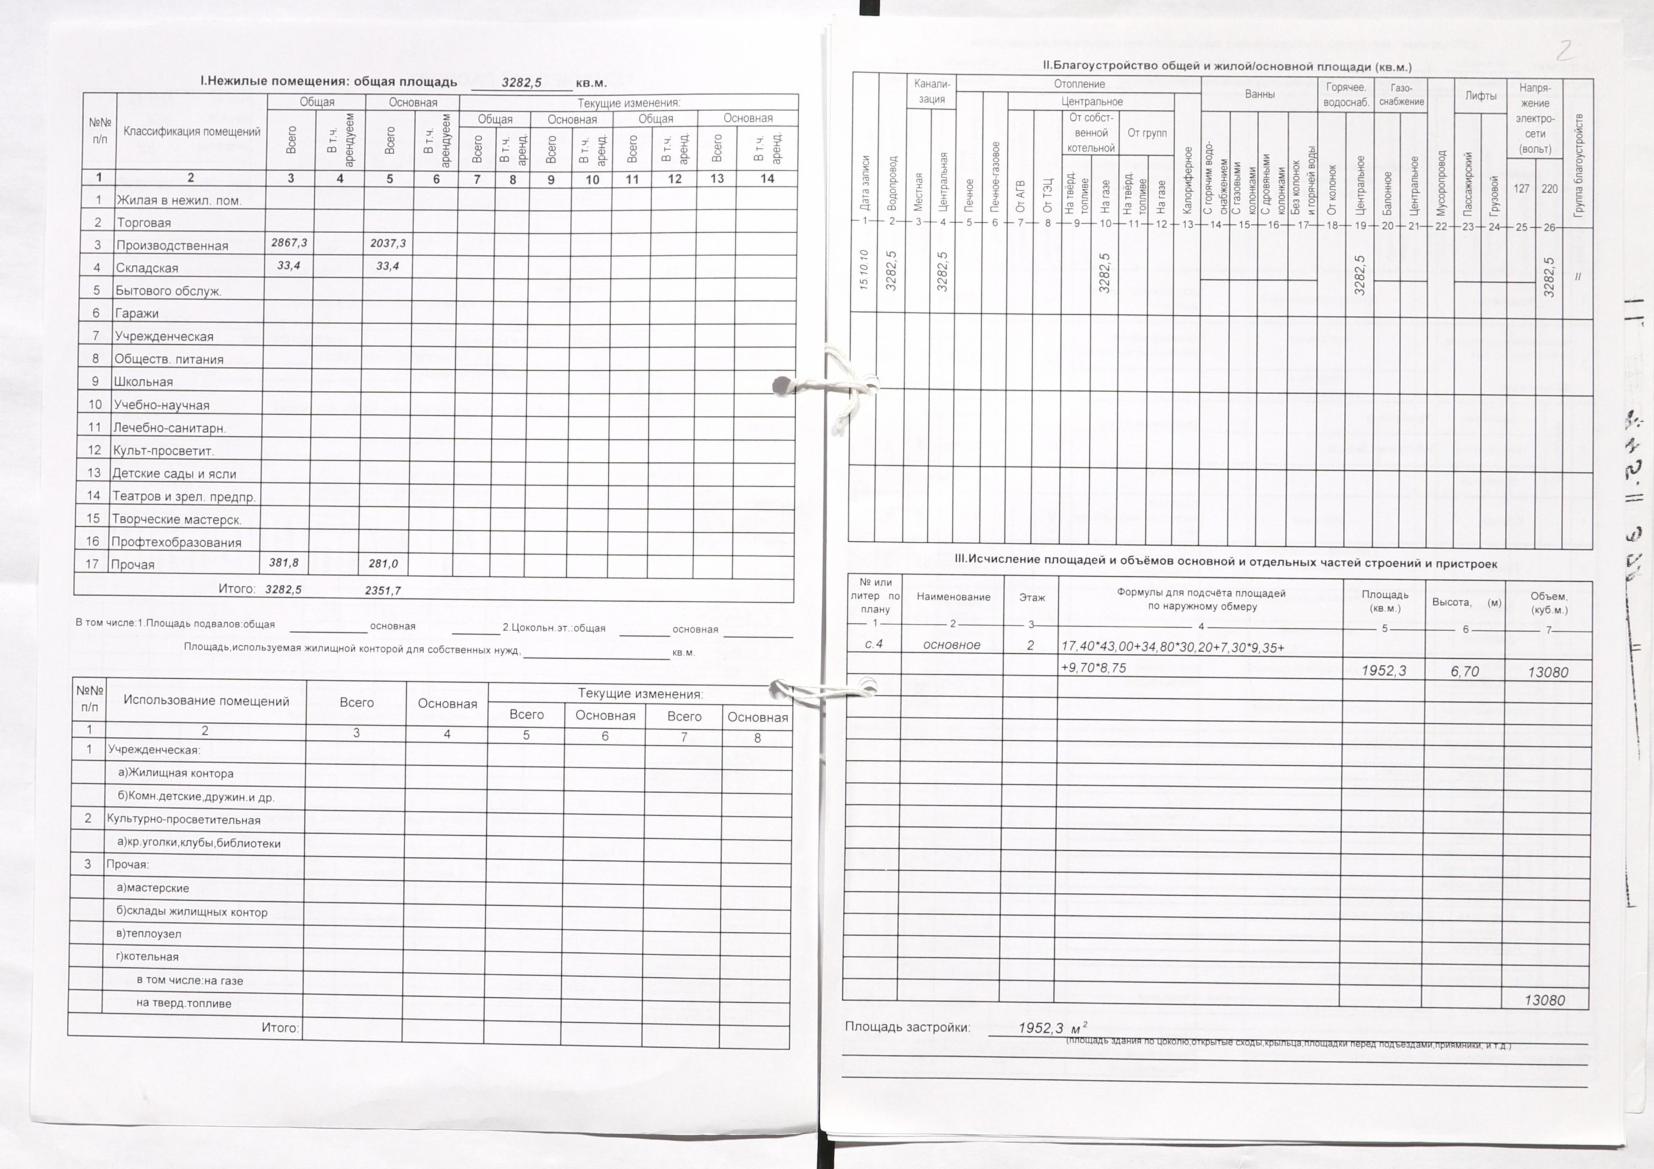 I.Нежилые помещения: общая площадь 3282,5 кв.м.
№№ п/п
Классификация помещений
Общая
Основная
Текущие изменения:
Общая
Основная
Общая
Основная
Всего
В т.ч. арендуеем
Всего
В т.ч. арендуеем
Всего
В т.ч. аренд.
Всего
В т.ч. аренд.
Всего
В т.ч. аренд.
Всего
В т.ч. аренд.
1 2 3 4 5 6 7 8 9 10 11 12 13 14
1 Жилая в нежил. пом.
2 Торговая
3 Производственная 2867,3 2037,3
4 Складская 33,4 33,4
5 Бытового обслуж.
6 Гаражи
7 Учрежденческая
8 Обществ. питания
9 Школьная
10 Учебно-научная
11 Лечебно-санитарн.
12 Культ-просветит.
13 Детские сады и ясли
14 Театров и зрел. предпр.
15 Творческие мастерск.
16 Профтехобразования
17 Прочая 381,8 281,0
Итого: 3282,5 2351,7
В том числе:1.Площадь подвалов:общая основная 2.Цокольн.эт.:общая основная
Площадь,используемая жилищной конторой для собственных нужд, кв.м.
№№ п/п
Использование помещений
Всего
Основная
Текущие изменения:
Всего Основная Всего Основная
1 2 3 4 5 6 7 8
1 Учрежденческая:
а)Жилищная контора
б)Комн.детские,дружин.и др.
2 Культурно-просветительная
а)кр.уголки,клубы,библиотеки
3 Прочая:
а)мастерские
б)склады жилищных контор
в)теплоузел
г)котельная
в том числе:на газе
на тверд.топливе
Итого:
2
II.Благоустройство общей и жилой/основной площади (кв.м.)
Дата записи
Водопровод
Канали-
зация
Местная
Центральная
Отопление
Печное
Печное-газовое
Центральное
От АГВ
От ТЭЦ
От собст-
венной
котельной
На твёрд. топливе
На газе
От групп
На твёрд. топливе
На газе
Калориферное
Ванны
С горячим водо-
снабжением
С газовыми колонками
С дровяными колонками
Без колонок и горячей воды
Горячее.
водоснаб.
От колонок
Центральное
Газо-
снабжение
Балонное
Центральное
Мусоропровод
Лифты
Пассажирский
Грузовой
Напря-
жение
электро-
сети
(вольт)
127
220
Группа благоустройств
1 2 3 4 5 6 7 8 9 10 11 12 13 14 15 16 17 18 19 20 21 22 23 24 25 26
15 10 10 3282,5 3282,5 3282,5 3282,5 3282,5 II
III.Исчисление площадей и объёмов основной и отдельных частей строений и пристроек
№ или литер по плану
Наименование
Этаж
Формулы для подсчёта площадей
по наружному обмеру
Площадь
(кв.м.)
Высота, (м)
Объем,
(куб.м.)
1 2 3 4 5 6 7
с.4 основное 2 17,40*43,00+34,80*30,20+7,30*9,35+
+9,70*8,75 1952,3 6,70 13080
13080
Площадь застройки: 1952,3 м²
(площадь здания по цоколю,открытые сходы,крыльца,площадки перед подъездами,приямники, и т.д.)